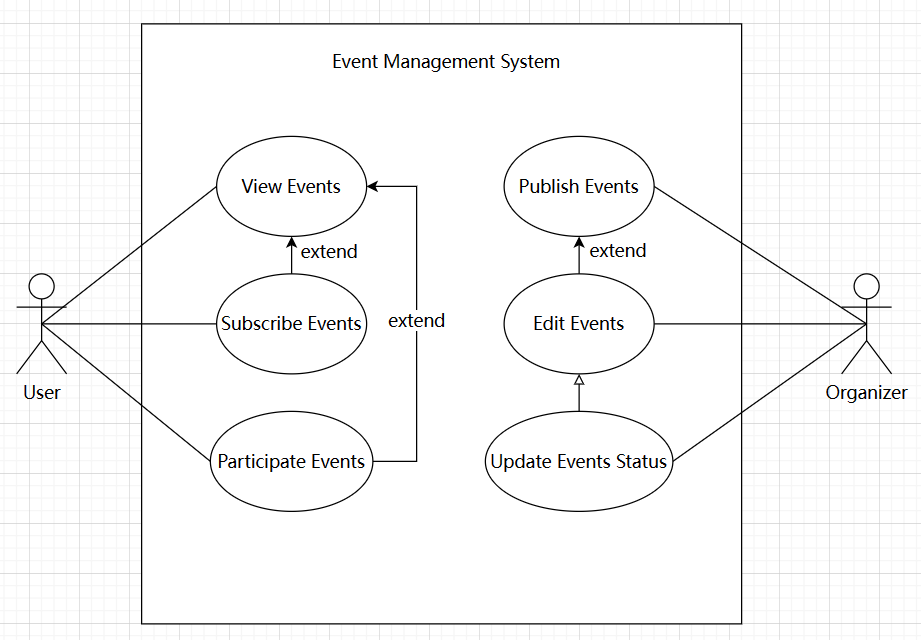 Event Management System
View Events
Publish Events
extend
extend
Subscribe Events
extend
Edit Events
User
Organizer
Participate Events
Update Events Status